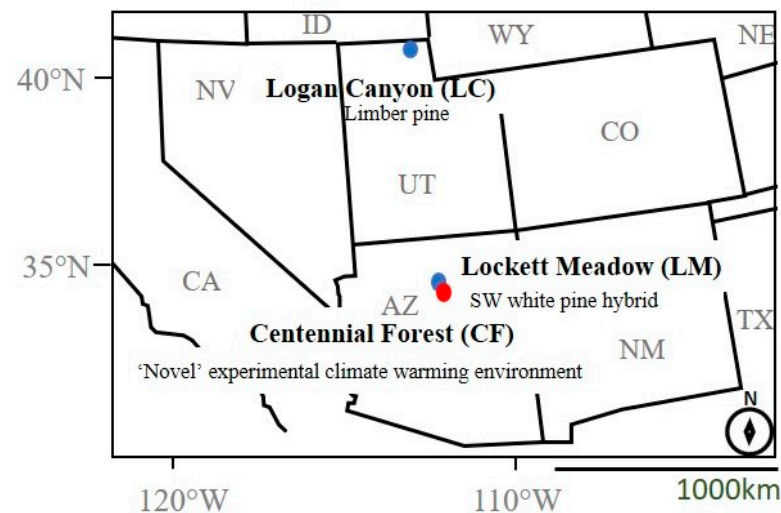 ID
WY
NE
40°N
NV
Logan Canyon (LC)
Limber pine
CO
UT
35°N
Lockett Meadow (LM)
CA
AZ
SW white pine hybrid
TX
Centennial Forest (CF)
NM
‘Novel’ experimental climate warming environment
N
120°W
110°W
1000km